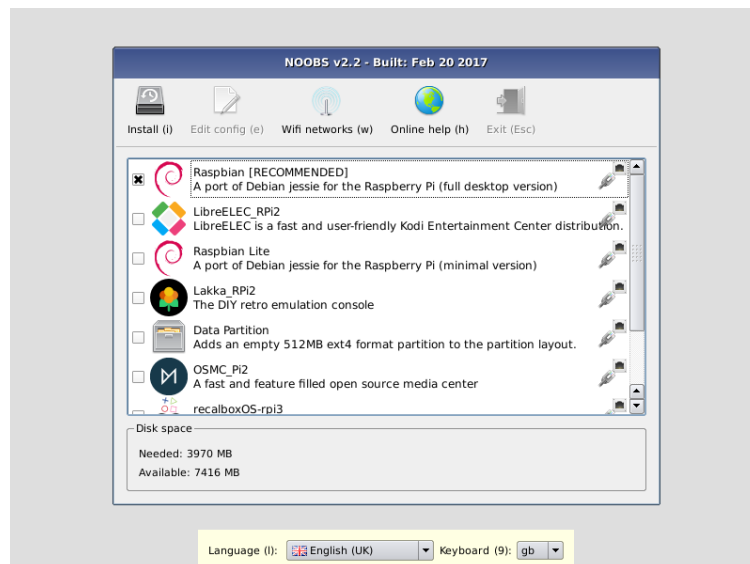 NOOBS v2.2 - Built: Feb 20 2017
Install (i) Edit config (e) Wifi networks (w) Online help (h) Exit (Esc)
Raspbian [RECOMMENDED]
A port of Debian jessie for the Raspberry Pi (full desktop version)
LibreELEC_RPi2
LibreELEC is a fast and user-friendly Kodi Entertainment Center distribution.
Raspbian Lite
A port of Debian jessie for the Raspberry Pi (minimal version)
Lakka_RPi2
The DIY retro emulation console
Data Partition
Adds an empty 512MB ext4 format partition to the partition layout.
OSMC_Pi2
A fast and feature filled open source media center
recalboxOS-rpi3
Disk space
Needed: 3970 MB
Available: 7416 MB
Language (l): English (UK) Keyboard (9): gb